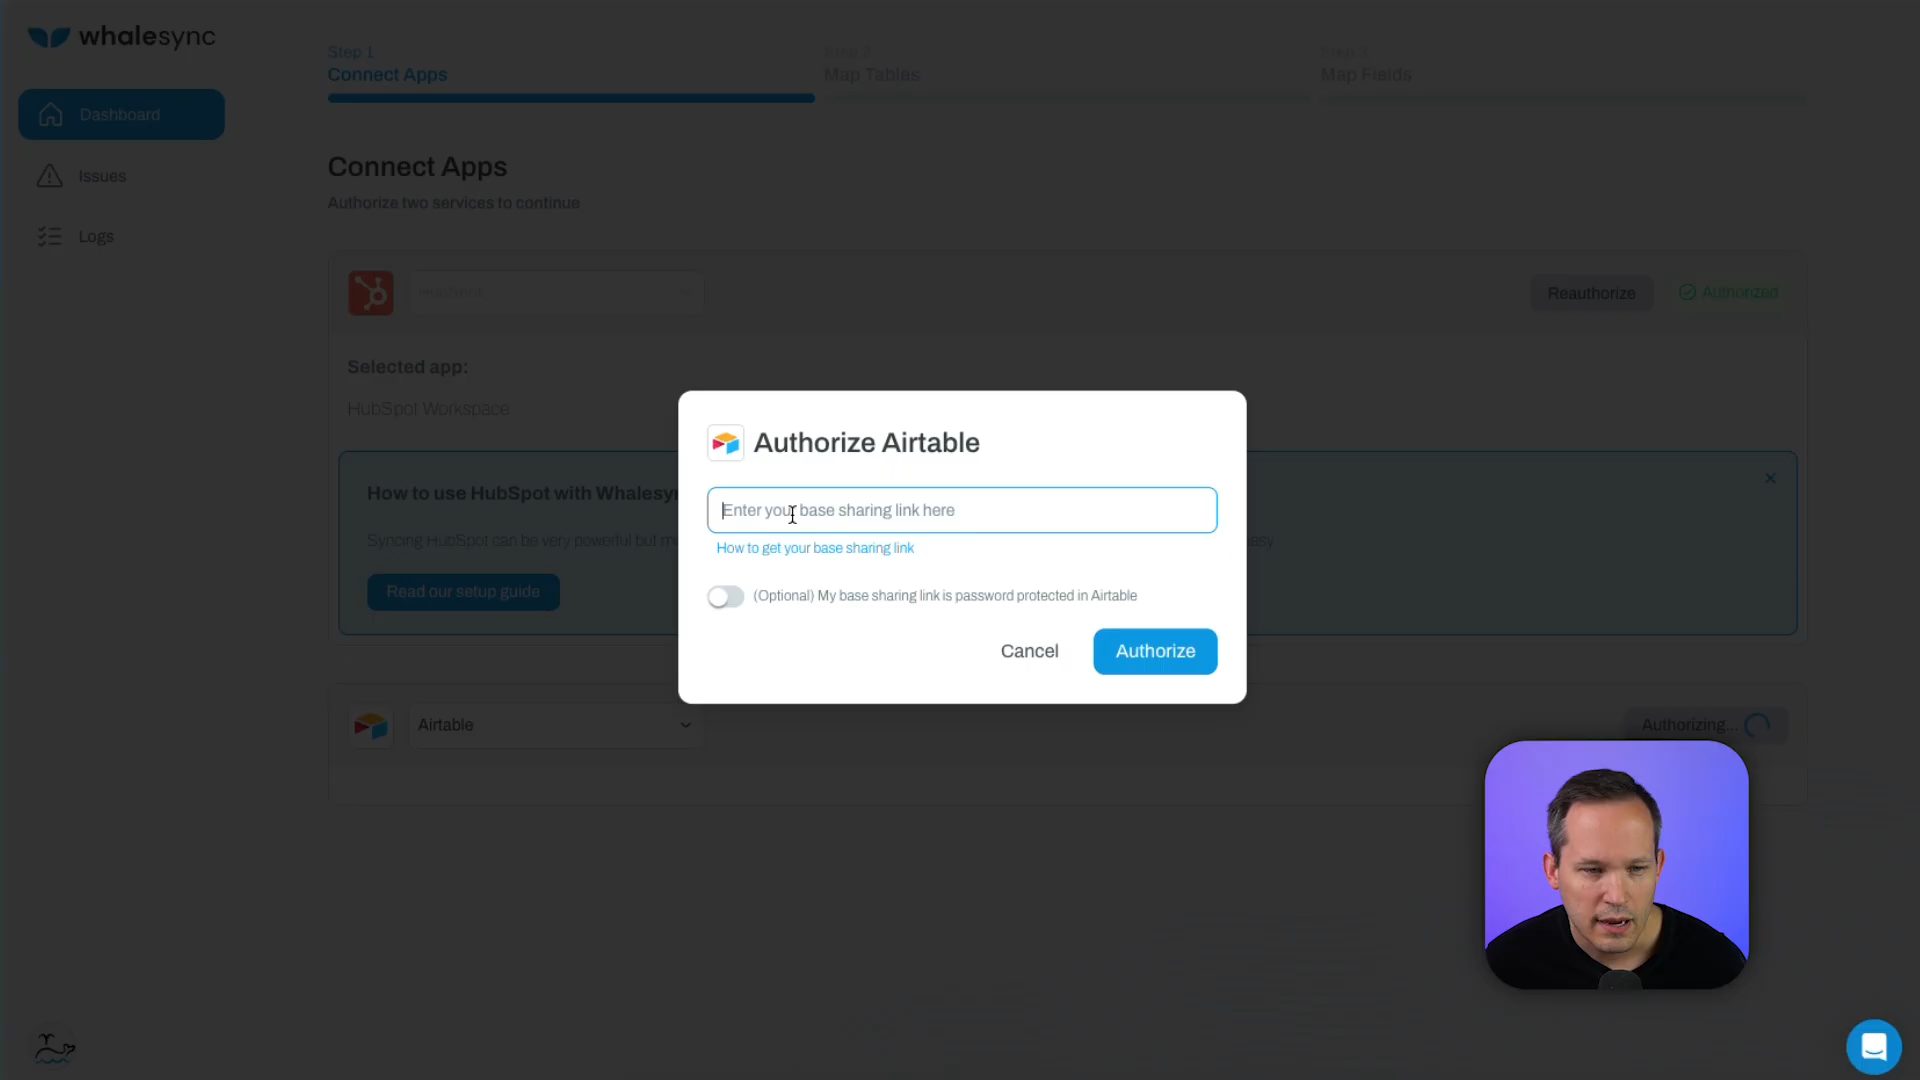 whalesync
Step 1
Connect Apps
Step 2
Map Tables
Step 3
Map Fields
Dashboard
Issues
Logs
Connect Apps
Authorize two services to continue
HubSpot
Reauthorize
Authorized
Selected app:
HubSpot Workspace
How to use HubSpot with Whalesyn
Syncing HubSpot can be very powerful but
Read our setup guide
Authorize Airtable
Enter your base sharing link here
How to get your base sharing link
(Optional) My base sharing link is password protected in Airtable
Cancel
Authorize
Airtable
Authorizing...